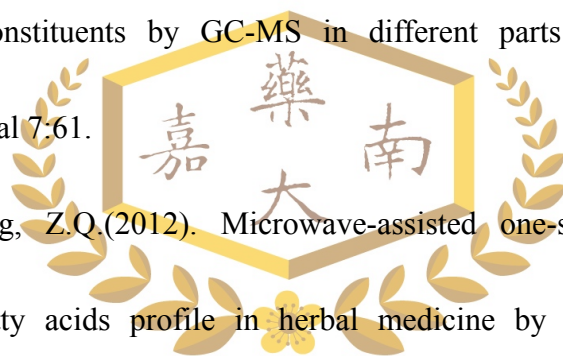 onstituents by GC-MS in different parts
al 7:61.
藥
嘉 南
大
g, Z.Q.(2012). Microwave-assisted one-s
ty acids profile in herbal medicine by